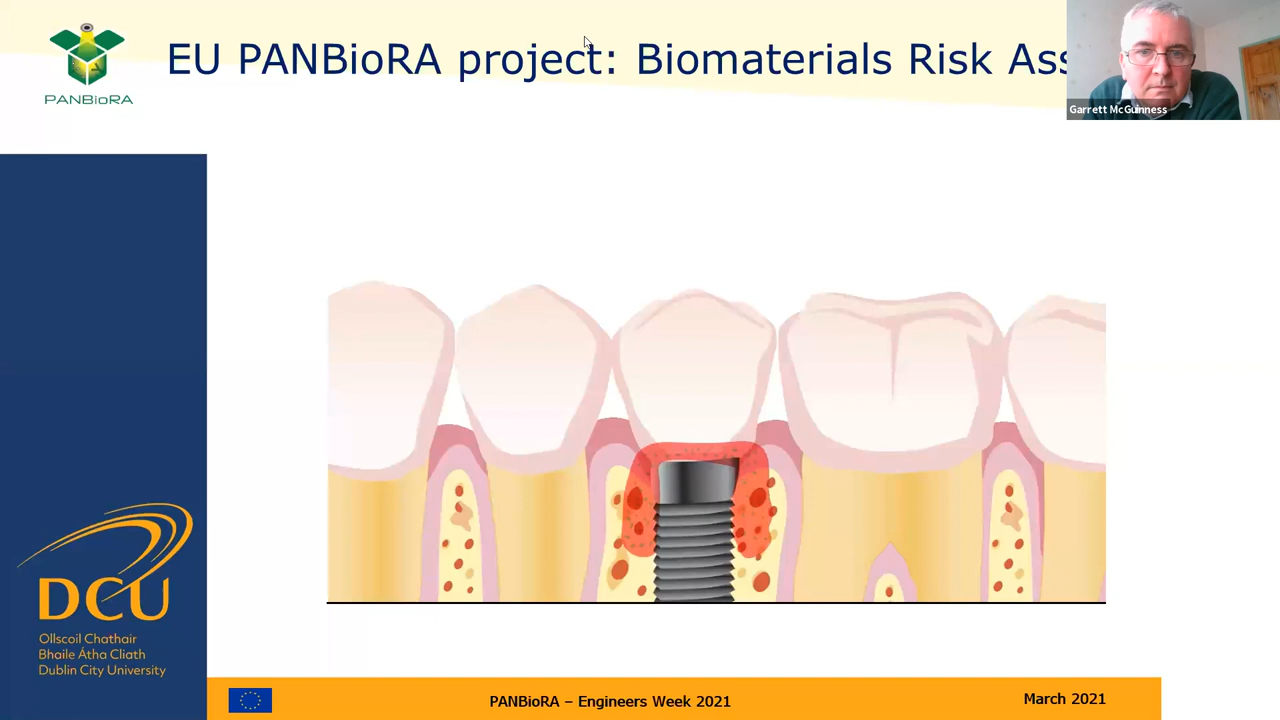 EU PANBioRA project: Biomaterials Risk Ass
PANBioRA
Garrett McGuinness
DCU
Ollscoil Chathair
Bhaile Átha Cliath
Dublin City University
PANBioRA – Engineers Week 2021
March 2021